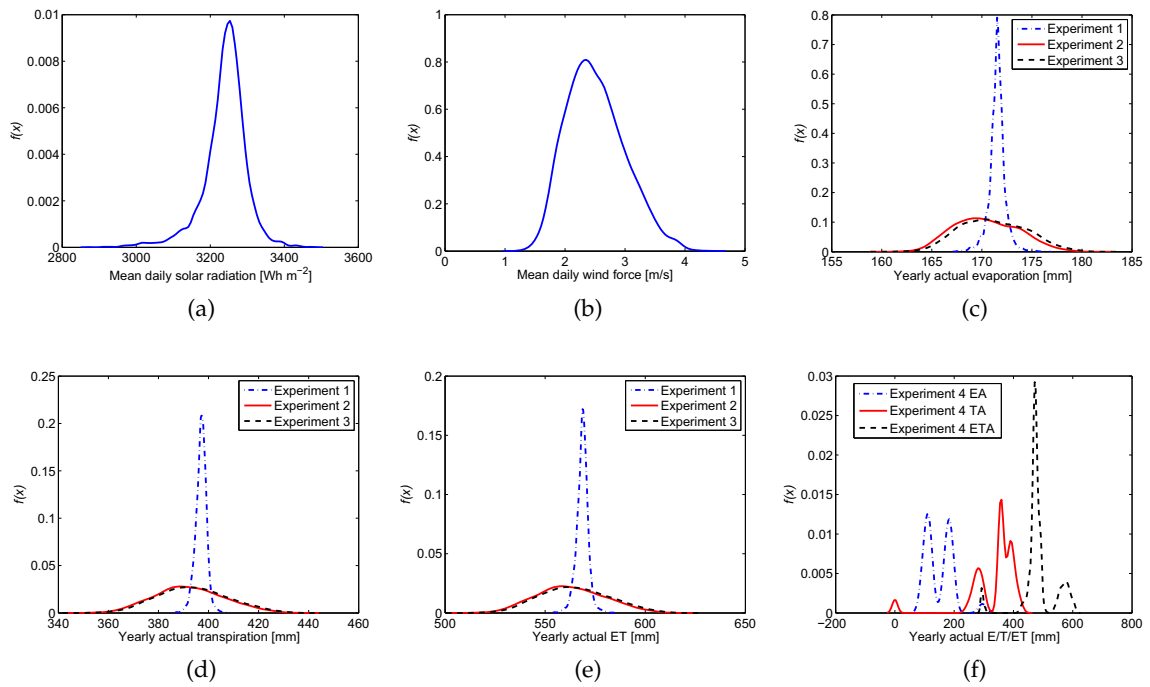 0.01
0.008
0.006
0.004
0.002
0
f(x)
2800 3000 3200 3400 3600
Mean daily solar radiation [Wh m⁻²]
(a)
1
0.8
0.6
0.4
0.2
0
f(x)
0 1 2 3 4 5
Mean daily wind force [m/s]
(b)
0.8
0.7
0.6
0.5
0.4
0.3
0.2
0.1
0
f(x)
Experiment 1
Experiment 2
Experiment 3
155 160 165 170 175 180 185
Yearly actual evaporation [mm]
(c)
0.25
0.2
0.15
0.1
0.05
0
f(x)
Experiment 1
Experiment 2
Experiment 3
340 360 380 400 420 440 460
Yearly actual transpiration [mm]
(d)
0.2
0.15
0.1
0.05
0
f(x)
Experiment 1
Experiment 2
Experiment 3
500 550 600 650
Yearly actual ET [mm]
(e)
0.03
0.025
0.02
0.015
0.01
0.005
0
f(x)
Experiment 4 EA
Experiment 4 TA
Experiment 4 ETA
−200 0 200 400 600 800
Yearly actual E/T/ET [mm]
(f)